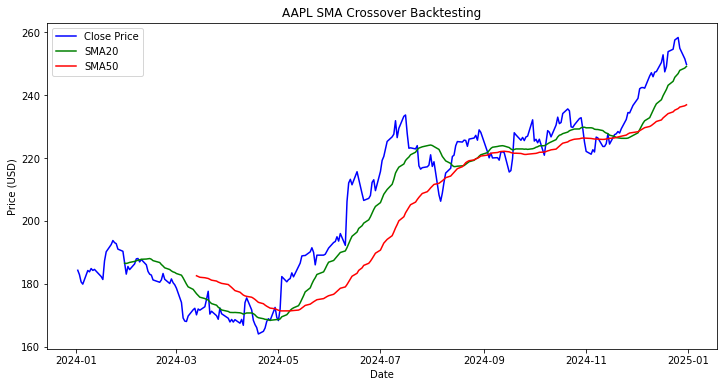 AAPL SMA Crossover Backtesting
Close Price
SMA20
SMA50
Price (USD)
260
240
220
200
180
160
2024-01
2024-03
2024-05
2024-07
2024-09
2024-11
2025-01
Date